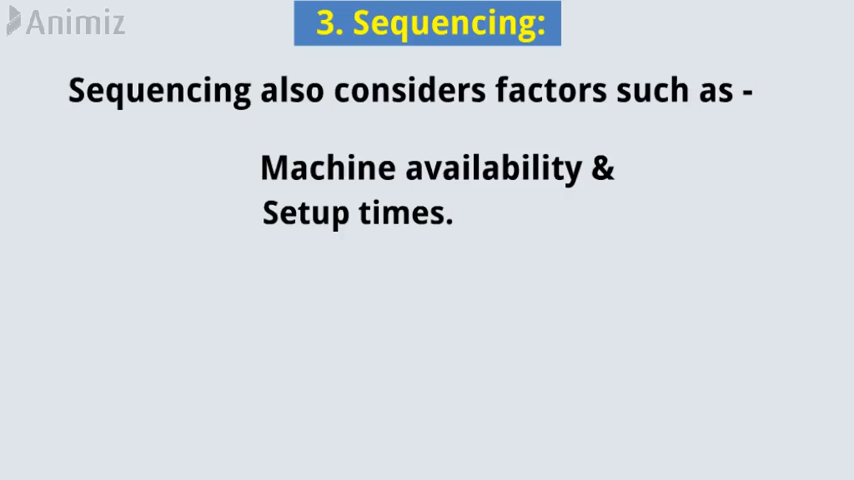 Animiz
3. Sequencing:
Sequencing also considers factors such as -
Machine availability &
Setup times.